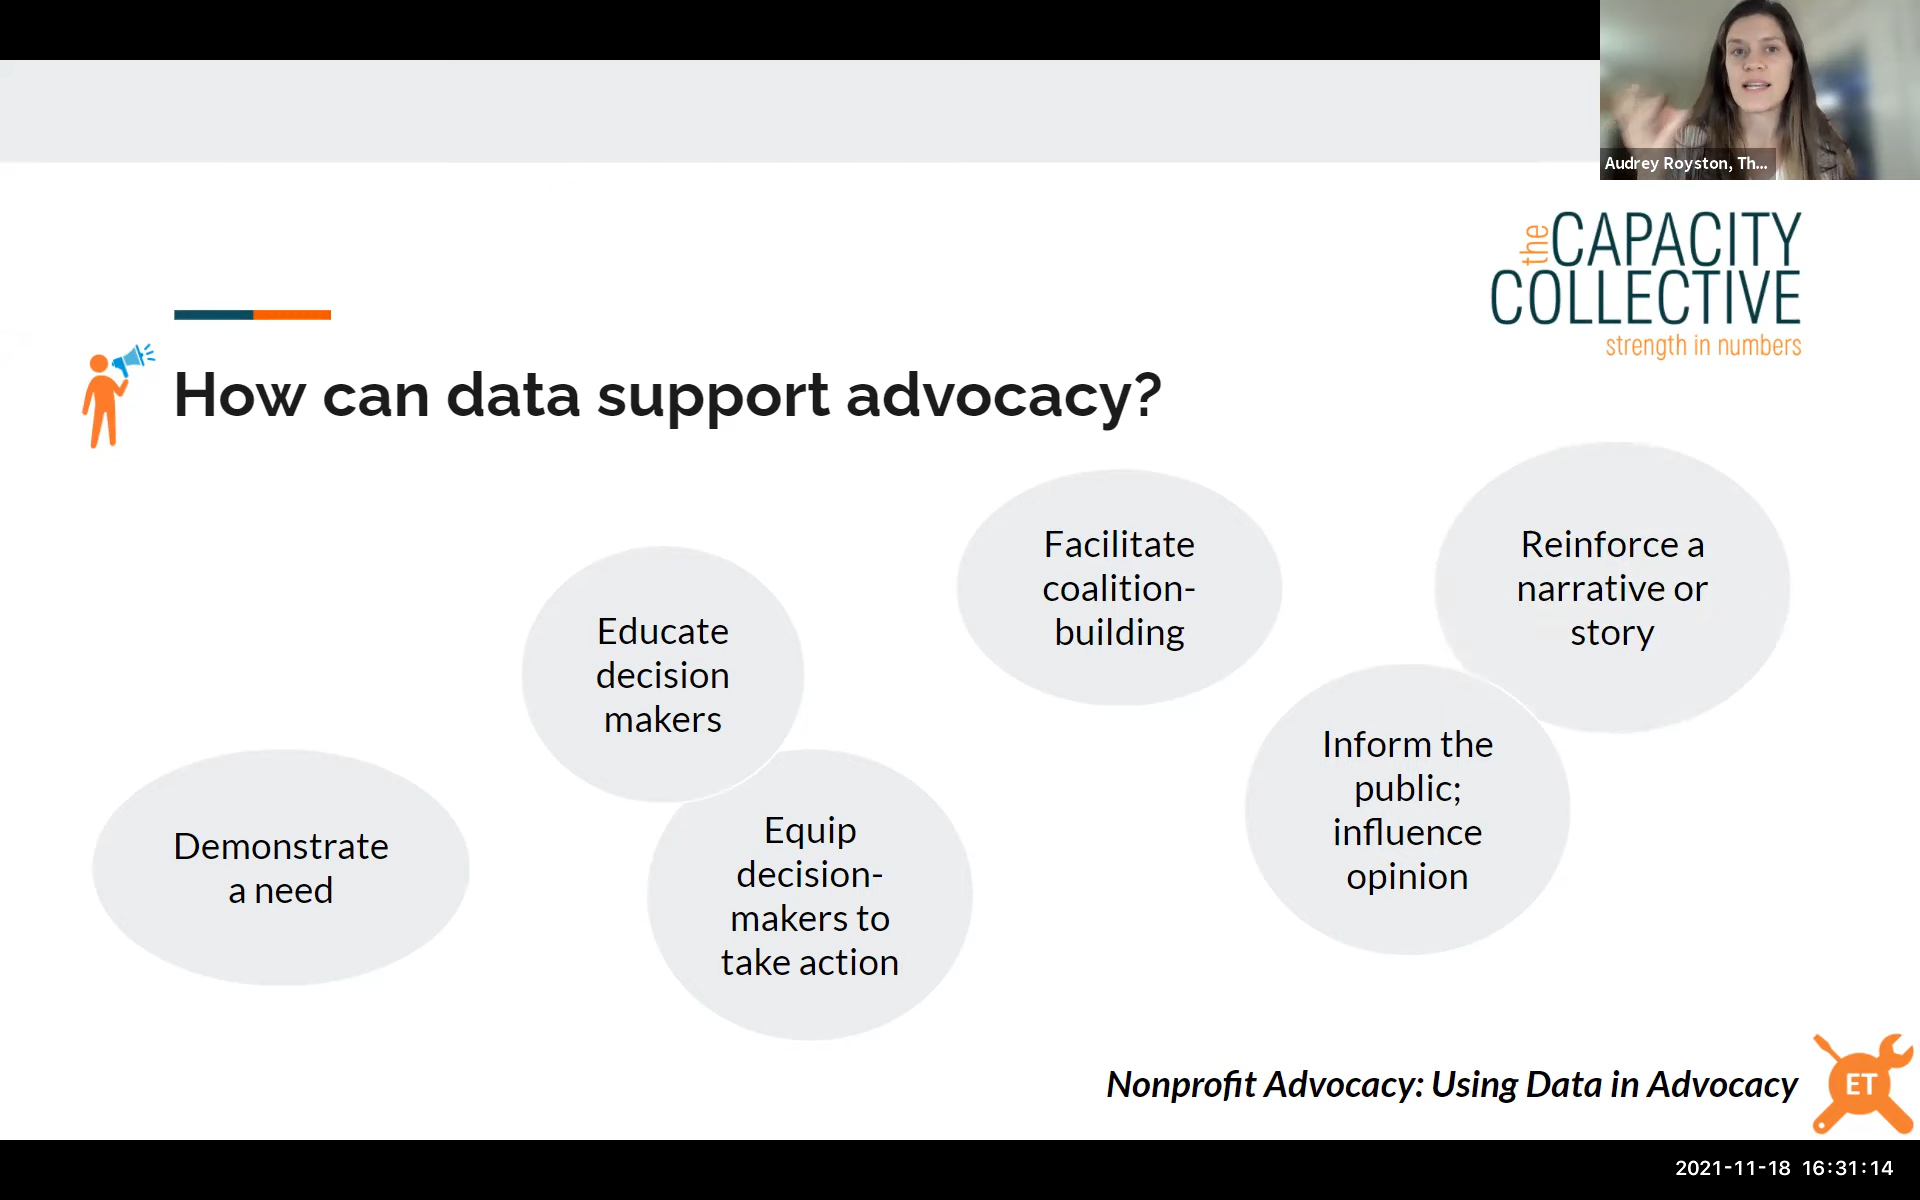 Audrey Royston, Th...
the
CAPACITY
COLLECTIVE
strength in numbers
How can data support advocacy?
Demonstrate
a need
Educate
decision
makers
Equip
decision-
makers to
take action
Facilitate
coalition-
building
Inform the
public;
influence
opinion
Reinforce a
narrative or
story
Nonprofit Advocacy: Using Data in Advocacy
ET
2021-11-18 16:31:14